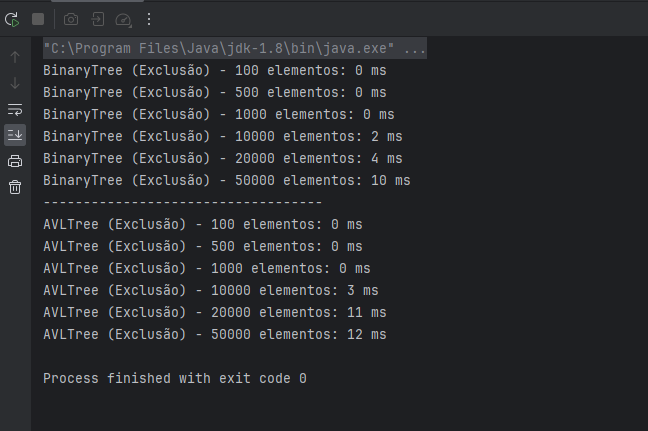 "C:\Program Files\Java\jdk-1.8\bin\java.exe" ...
BinaryTree (Exclusão) - 100 elementos: 0 ms
BinaryTree (Exclusão) - 500 elementos: 0 ms
BinaryTree (Exclusão) - 1000 elementos: 0 ms
BinaryTree (Exclusão) - 10000 elementos: 2 ms
BinaryTree (Exclusão) - 20000 elementos: 4 ms
BinaryTree (Exclusão) - 50000 elementos: 10 ms
-----------------------------------
AVLTree (Exclusão) - 100 elementos: 0 ms
AVLTree (Exclusão) - 500 elementos: 0 ms
AVLTree (Exclusão) - 1000 elementos: 0 ms
AVLTree (Exclusão) - 10000 elementos: 3 ms
AVLTree (Exclusão) - 20000 elementos: 11 ms
AVLTree (Exclusão) - 50000 elementos: 12 ms
Process finished with exit code 0